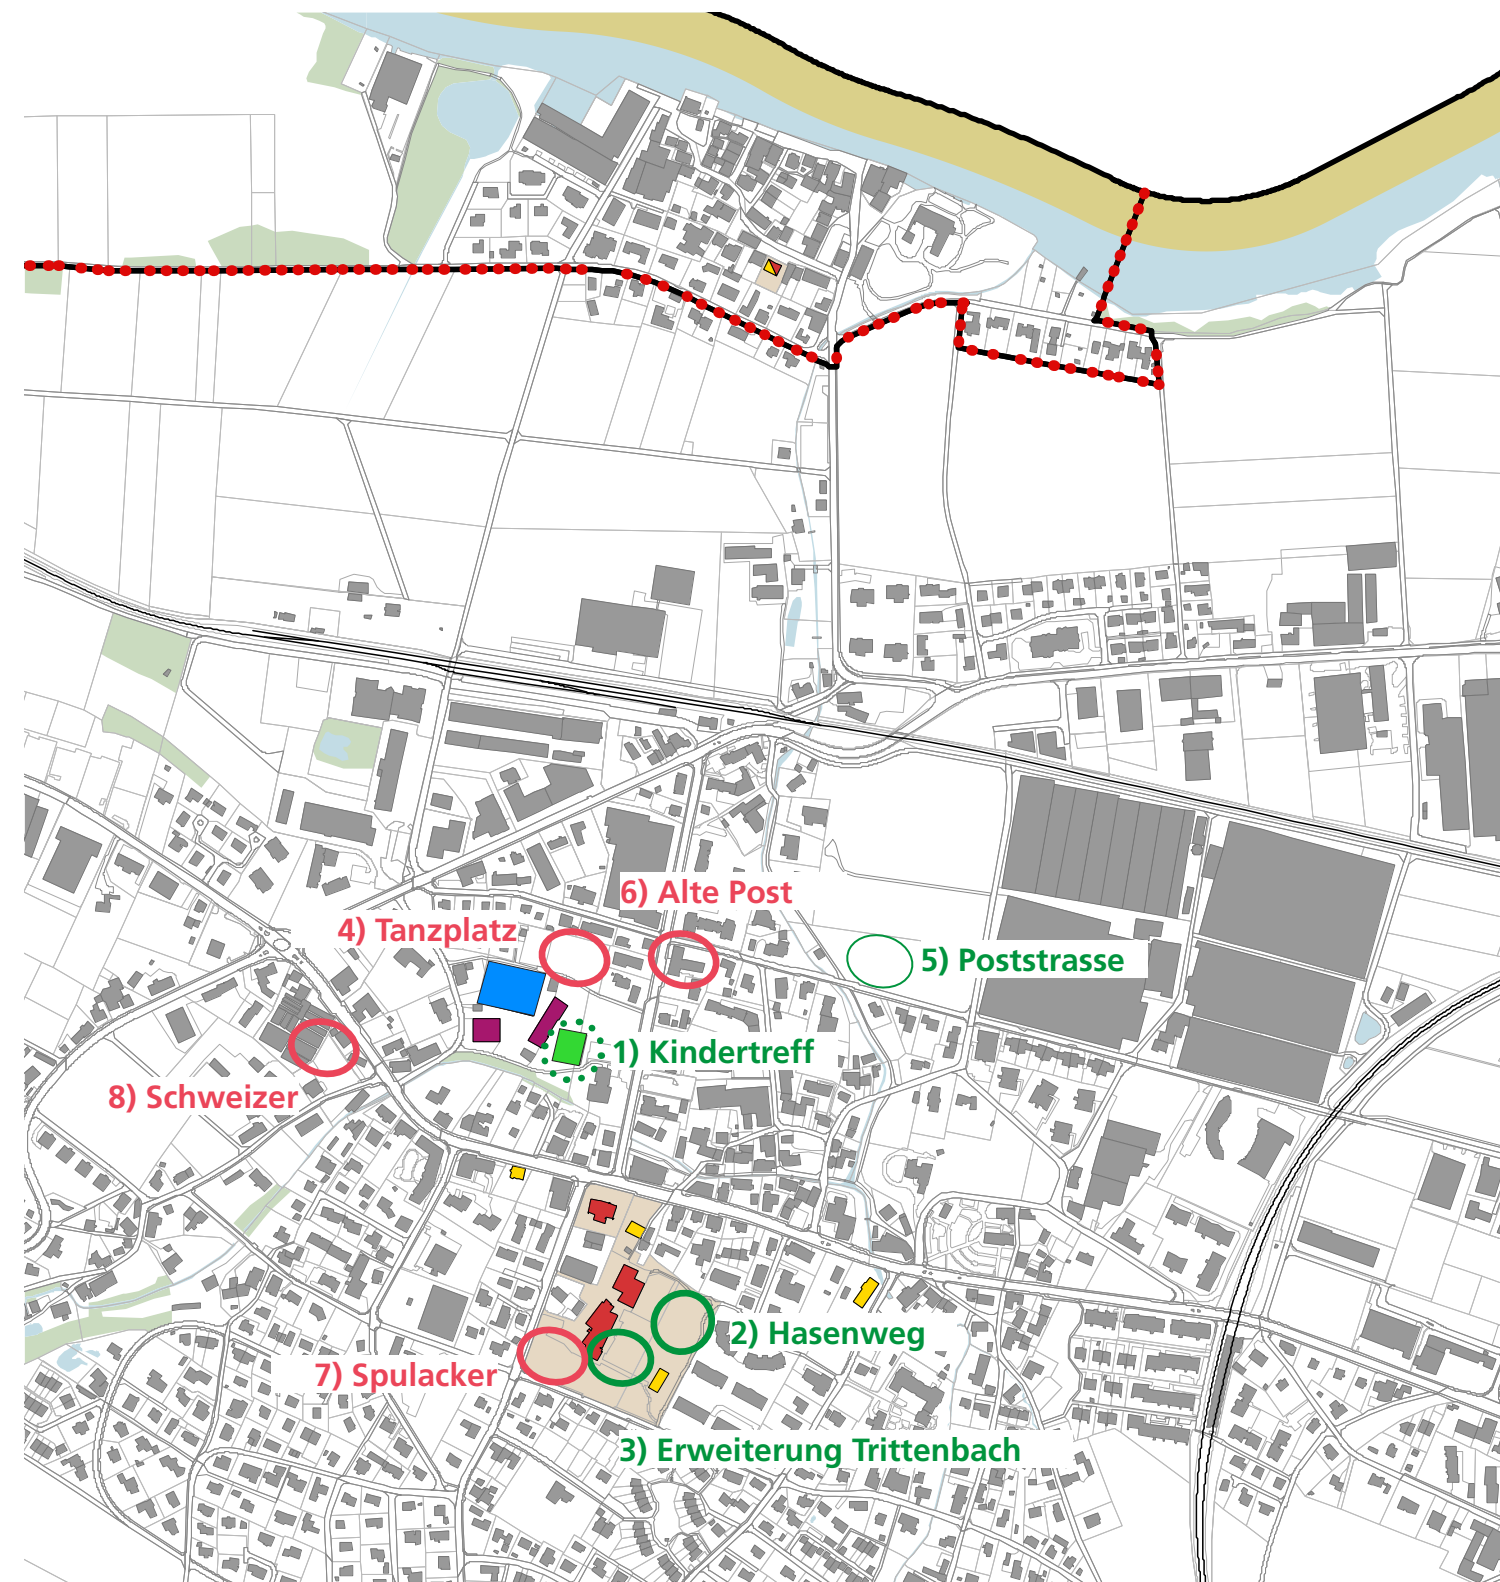 6) Alte Post
4) Tanzplatz
5) Poststrasse
1) Kindertreff
8) Schweizer
2) Hasenweg
7) Spulacker
3) Erweiterung Trittenbach